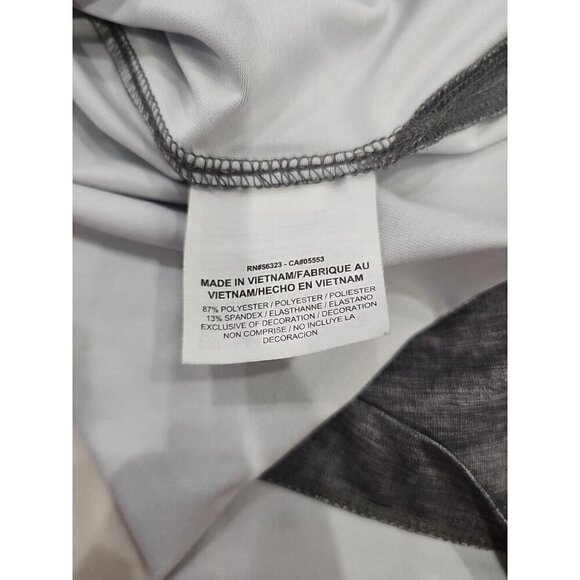 RN#56323 - CA#05553
MADE IN VIETNAM/FABRIQUE AU
VIETNAM/HECHO EN VIETNAM
87% POLYESTER / POLYESTER / POLIESTER
13% SPANDEX / ELASTHANNE / ELASTANO
EXCLUSIVE OF DECORATION / DECORATION
NON COMPRISE / NO INCLUYE LA
DECORACION